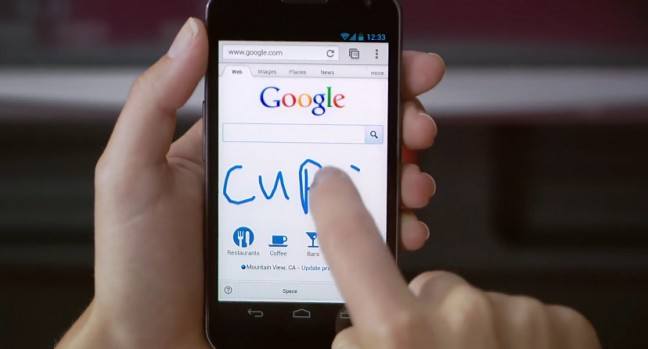 12:33
www.google.com
Web Images Places News more
Google
Restaurants Coffee Bars
Mountain View, CA - Update
Space